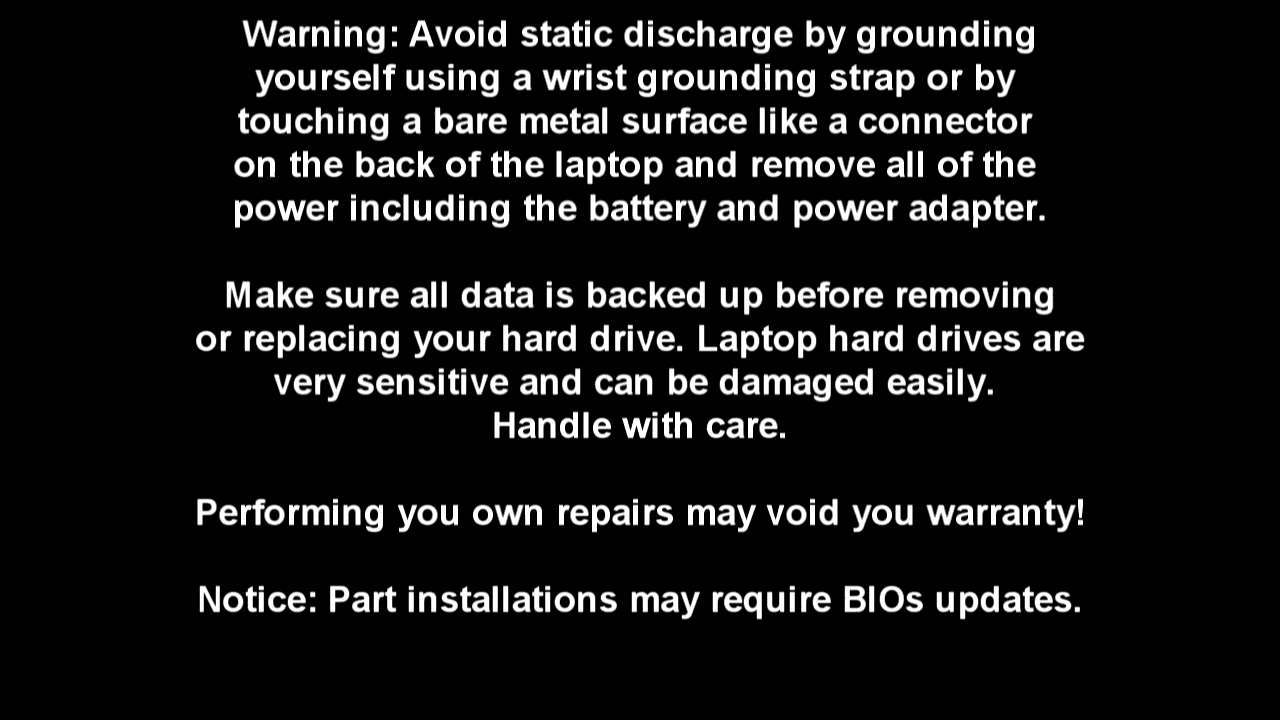 Warning: Avoid static discharge by grounding
yourself using a wrist grounding strap or by
touching a bare metal surface like a connector
on the back of the laptop and remove all of the
power including the battery and power adapter.
Make sure all data is backed up before removing
or replacing your hard drive. Laptop hard drives are
very sensitive and can be damaged easily.
Handle with care.
Performing you own repairs may void you warranty!
Notice: Part installations may require BIOs updates.